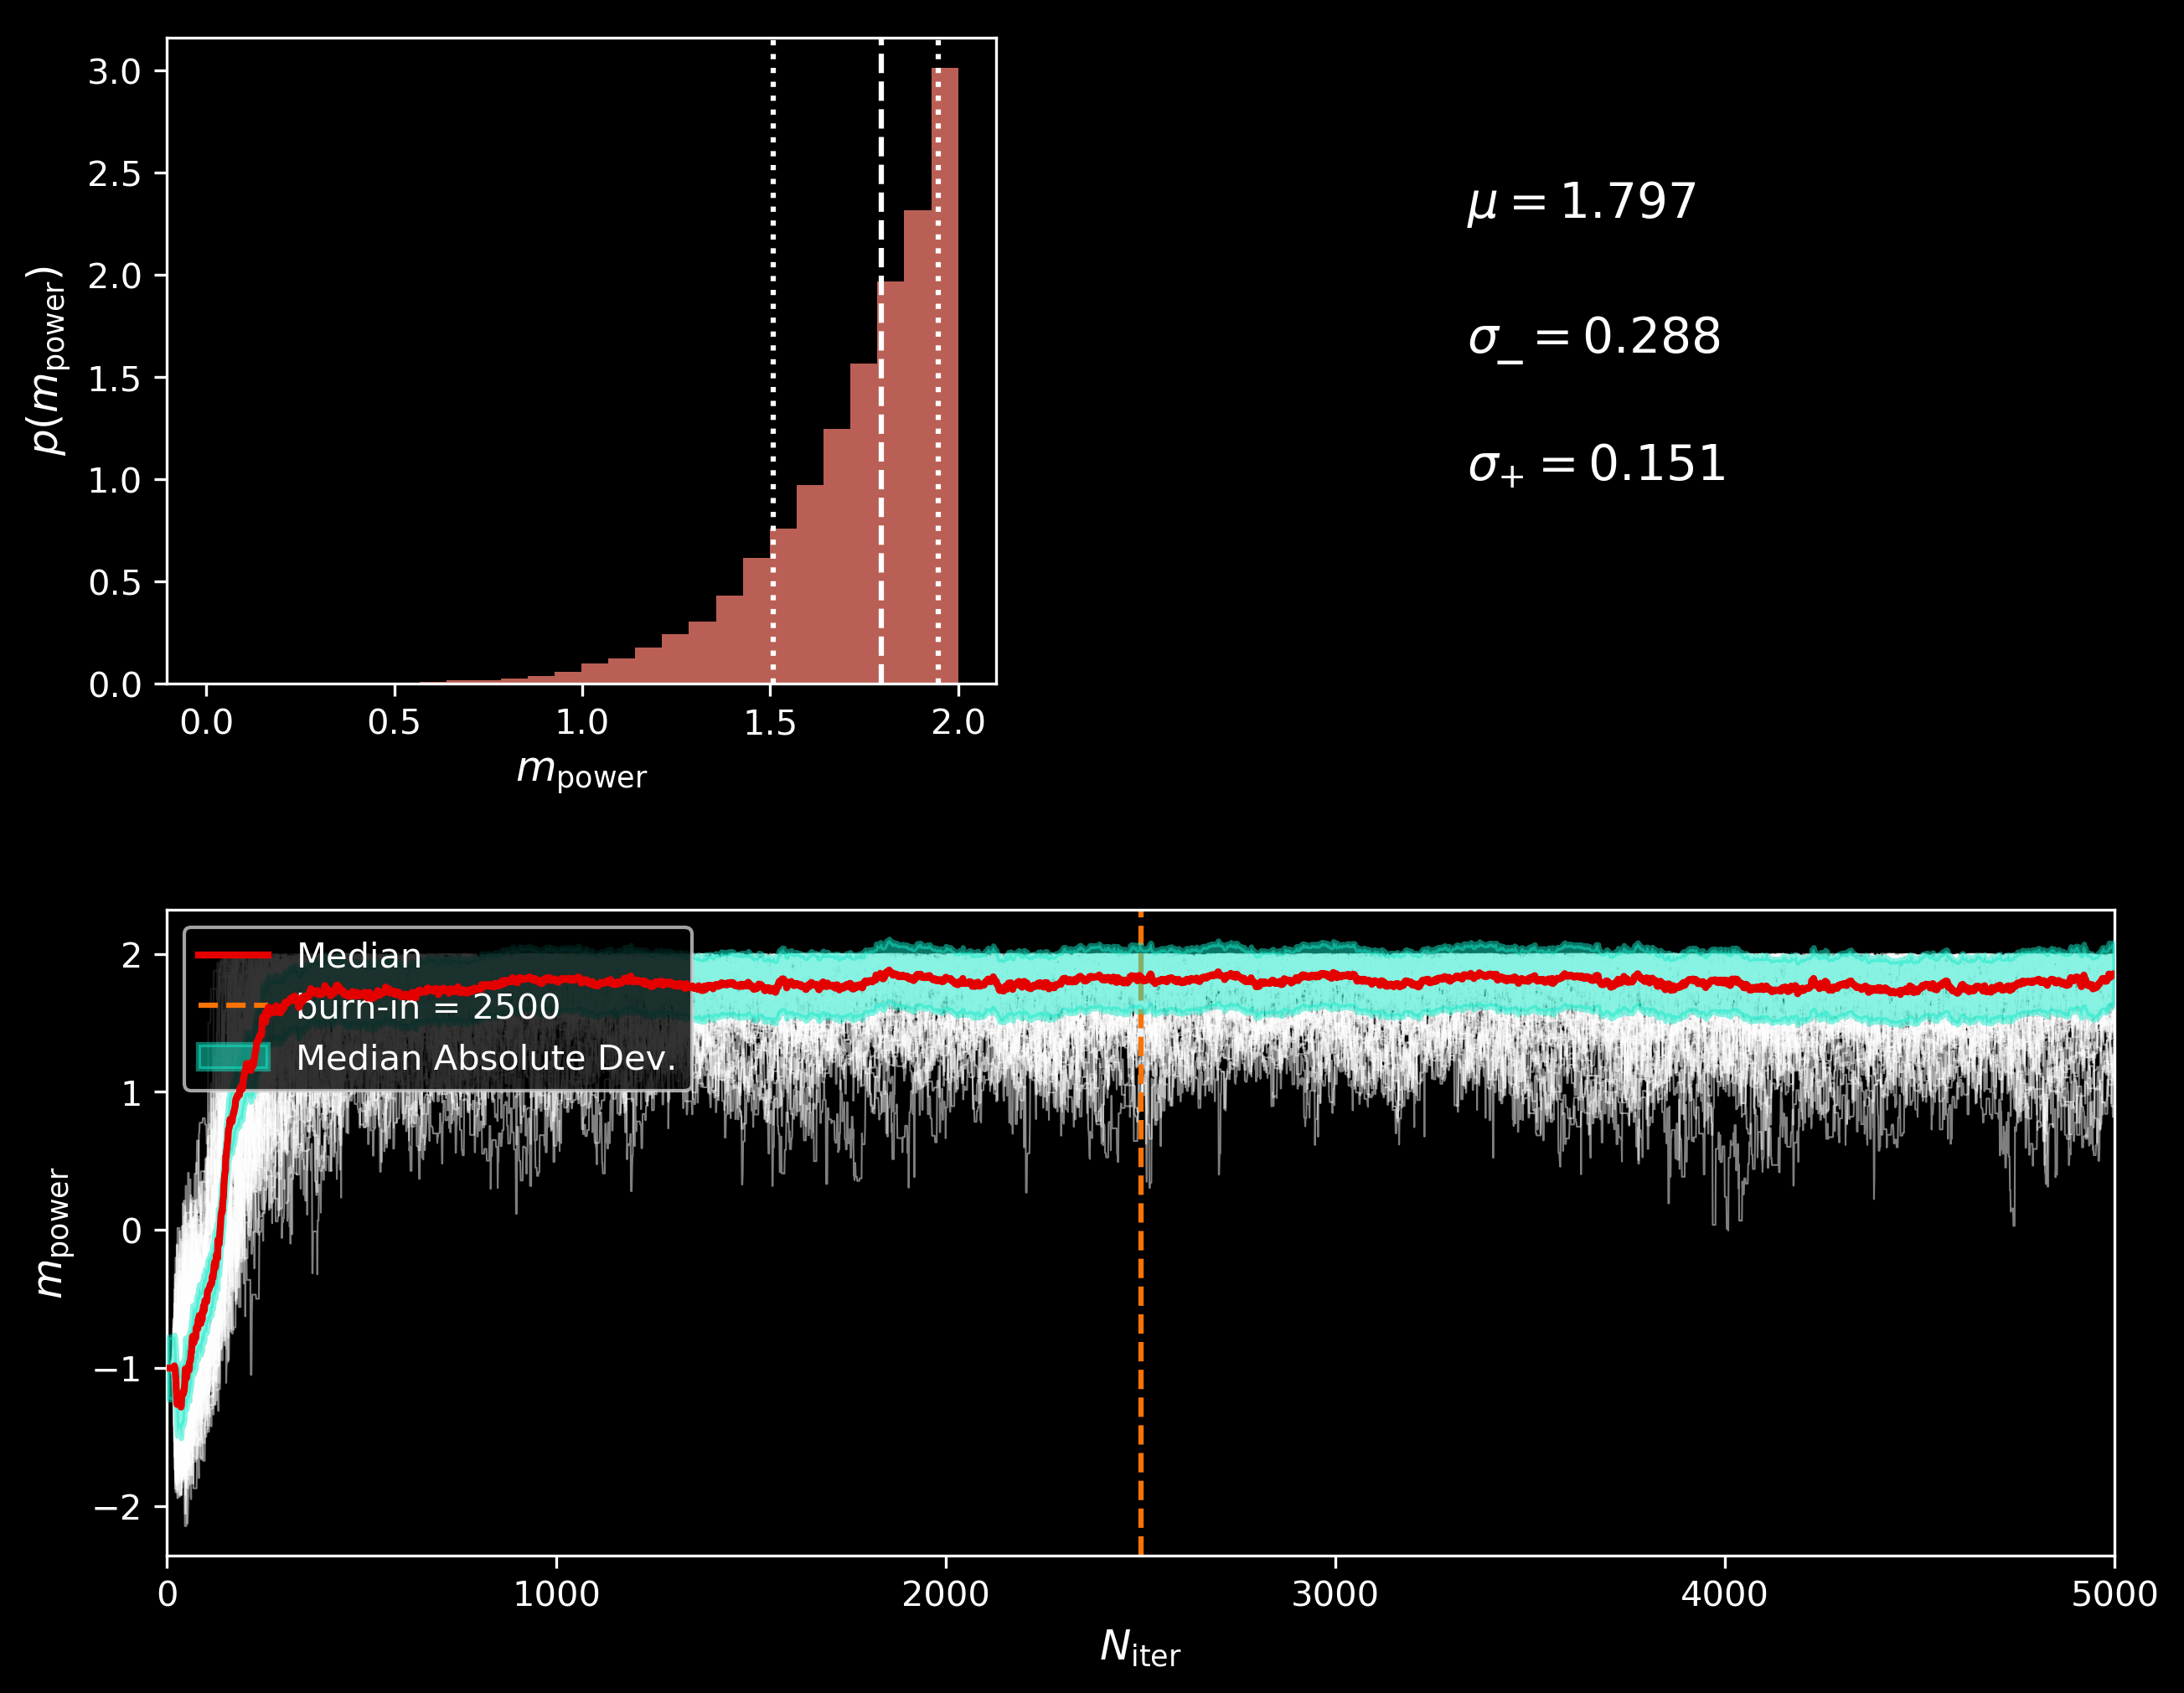 3.0
2.5
2.0
1.5
1.0
0.5
0.0
p(m_power)
0.0 0.5 1.0 1.5 2.0
m_power
μ = 1.797
σ_− = 0.288
σ_+ = 0.151
2
1
0
−1
−2
m_power
Median
burn-in = 2500
Median Absolute Dev.
0 1000 2000 3000 4000 5000
N_iter